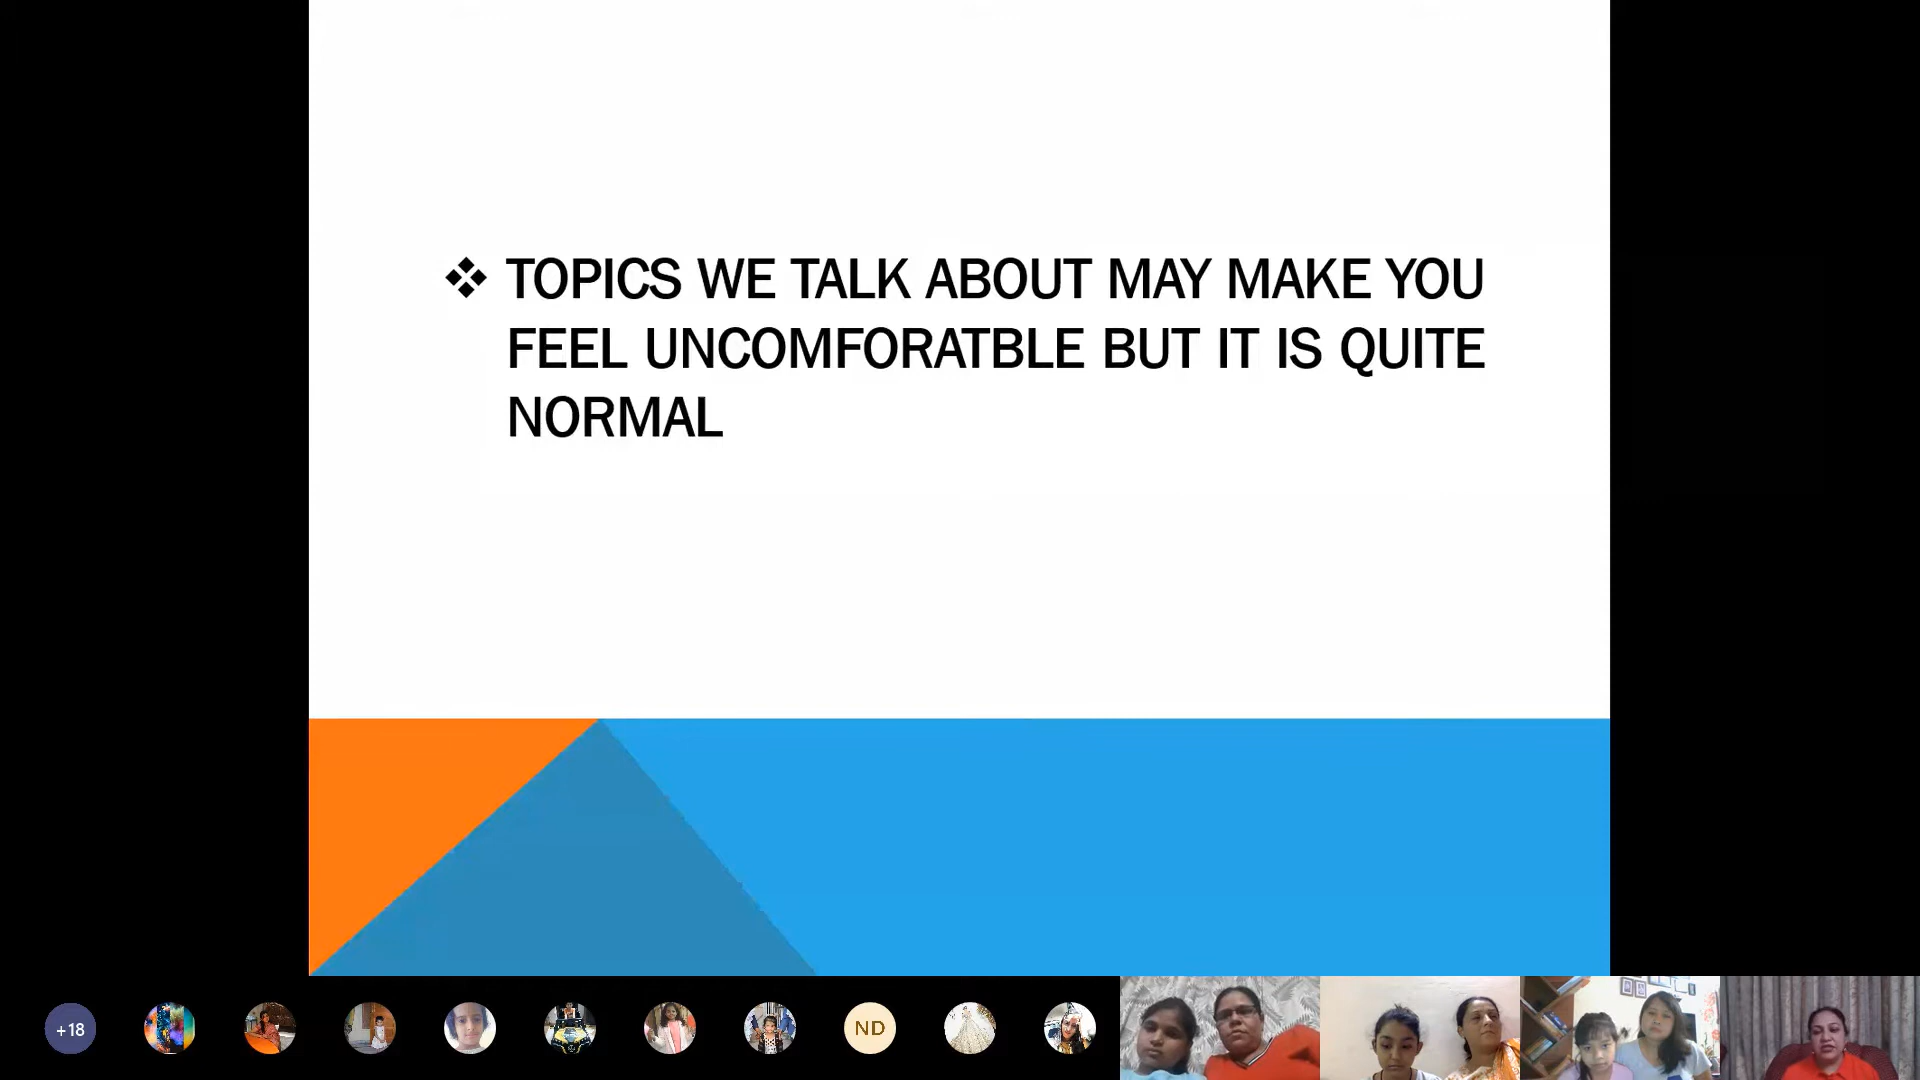 ❖ TOPICS WE TALK ABOUT MAY MAKE YOU
FEEL UNCOMFORATBLE BUT IT IS QUITE
NORMAL
+18
ND